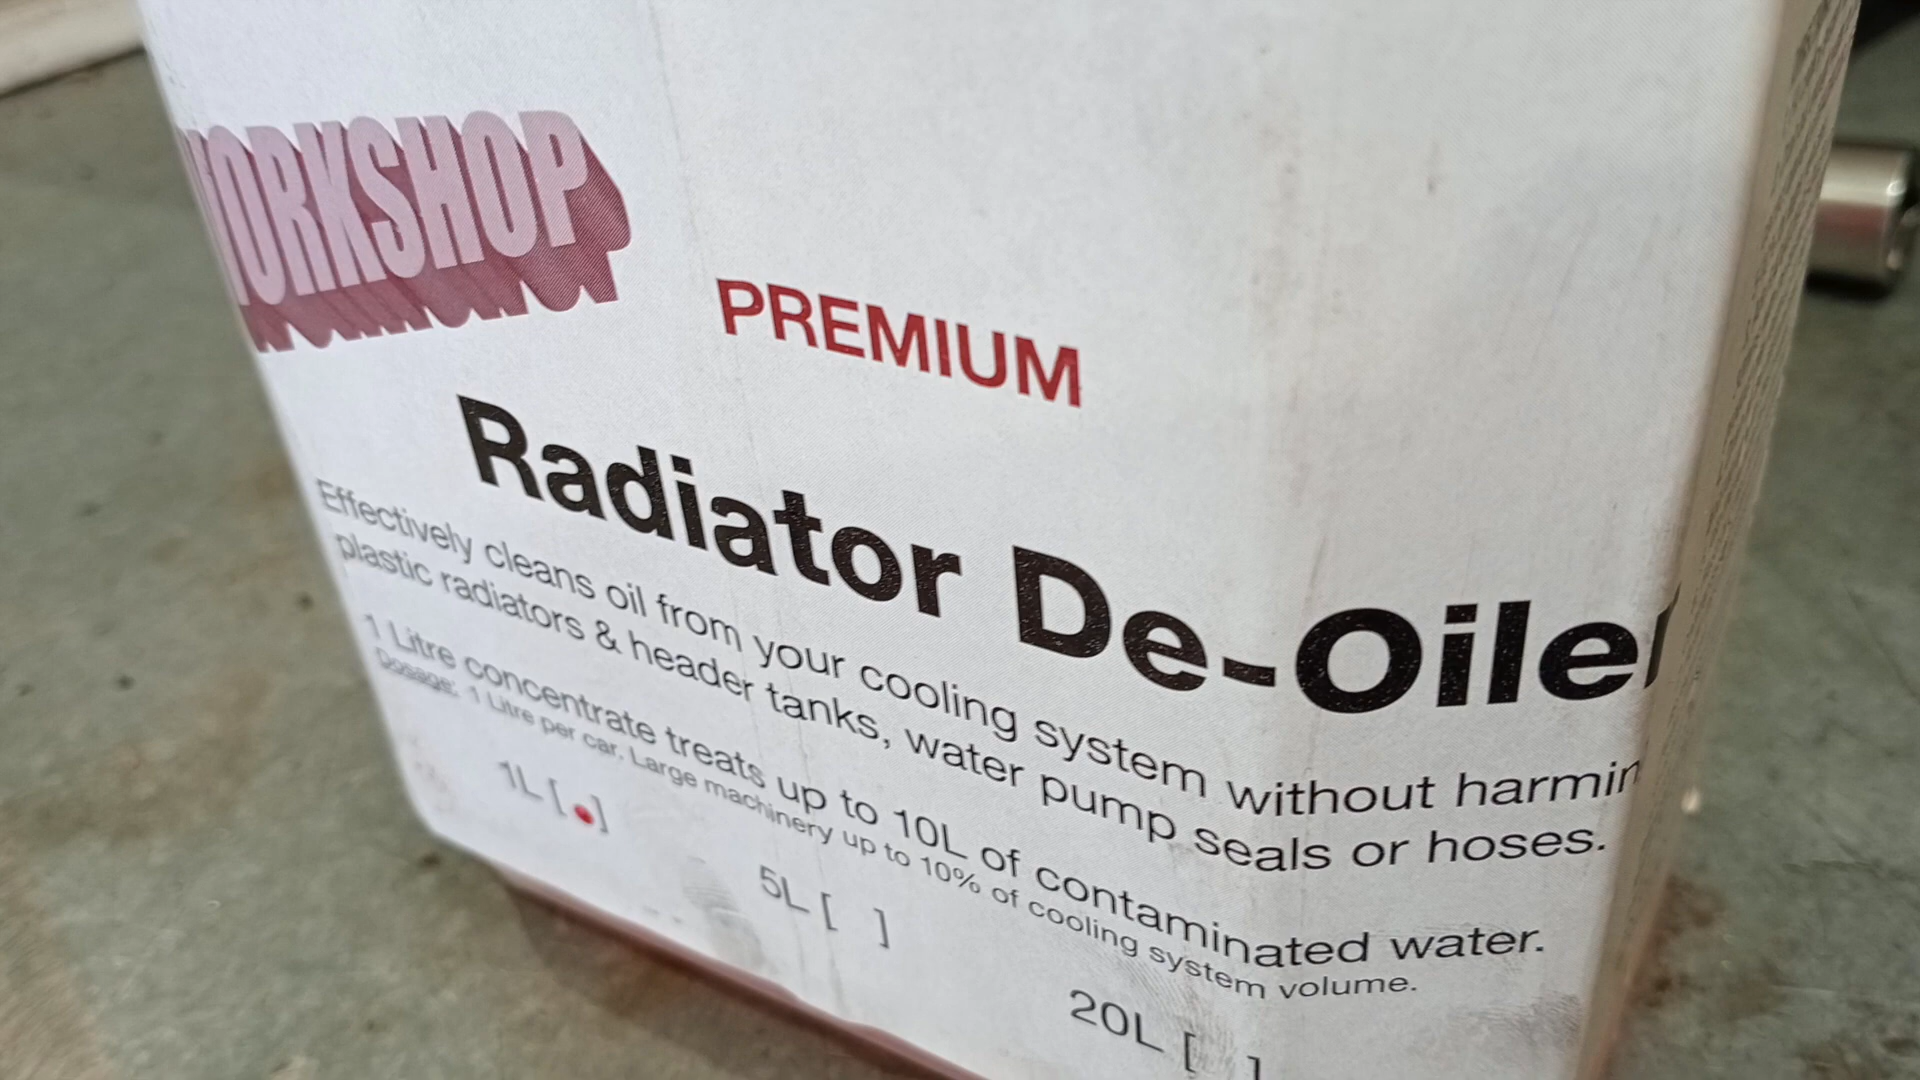 WORKSHOP
PREMIUM
Radiator De-Oiler
Effectively cleans oil from your cooling system without harmin
plastic radiators & header tanks, water pump seals or hoses.
1 Litre concentrate treats up to 10L of contaminated water.
Dosage: 1 Litre per car, Large machinery up to 10% of cooling system volume.
1L [ ]
5L [ ]
20L [ ]